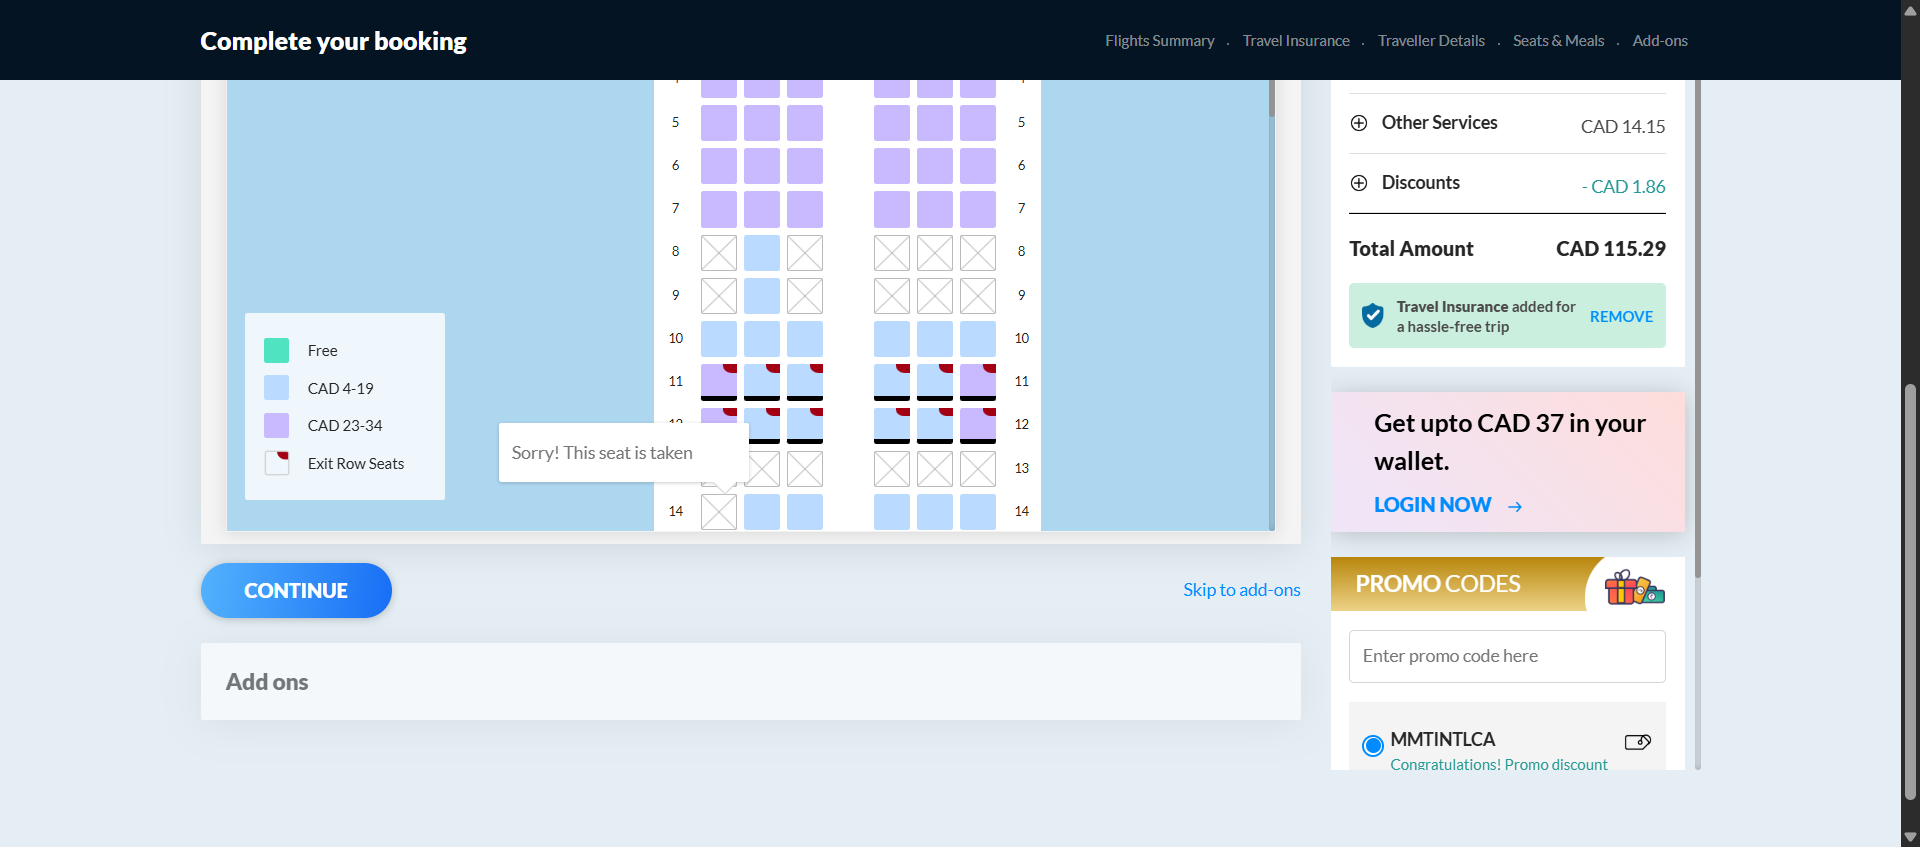 Complete your booking
Flights Summary . Travel Insurance . Traveller Details . Seats & Meals . Add-ons
5 5
6 6
7 7
8 8
9 9
10 10
11 11
12
13
14 14
Free
CAD 4-19
CAD 23-34
Exit Row Seats
Sorry! This seat is taken
CONTINUE
Skip to add-ons
Add ons
Other Services CAD 14.15
Discounts - CAD 1.86
Total Amount CAD 115.29
Travel Insurance added for
a hassle-free trip
REMOVE
Get upto CAD 37 in your
wallet.
LOGIN NOW →
PROMO CODES
Enter promo code here
MMTINTLCA
Congratulations! Promo discount